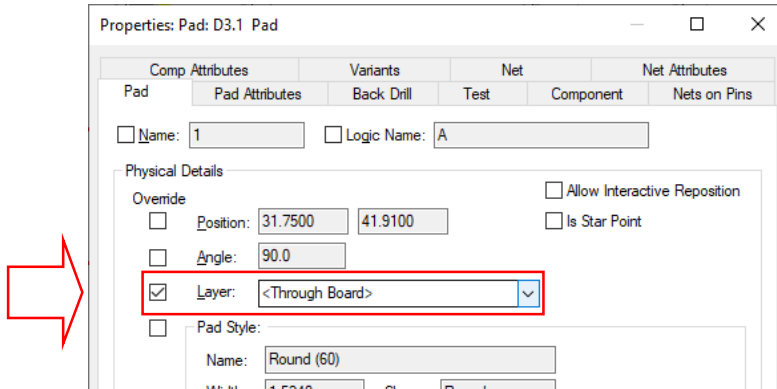 Properties: Pad: D3.1 Pad
Comp Attributes Variants Net Net Attributes
Pad Pad Attributes Back Drill Test Component Nets on Pins
Name: 1 Logic Name: A
Physical Details
Override
Allow Interactive Reposition
Position: 31.7500 41.9100
Is Star Point
Angle: 90.0
Layer: <Through Board>
Pad Style:
Name: Round (60)